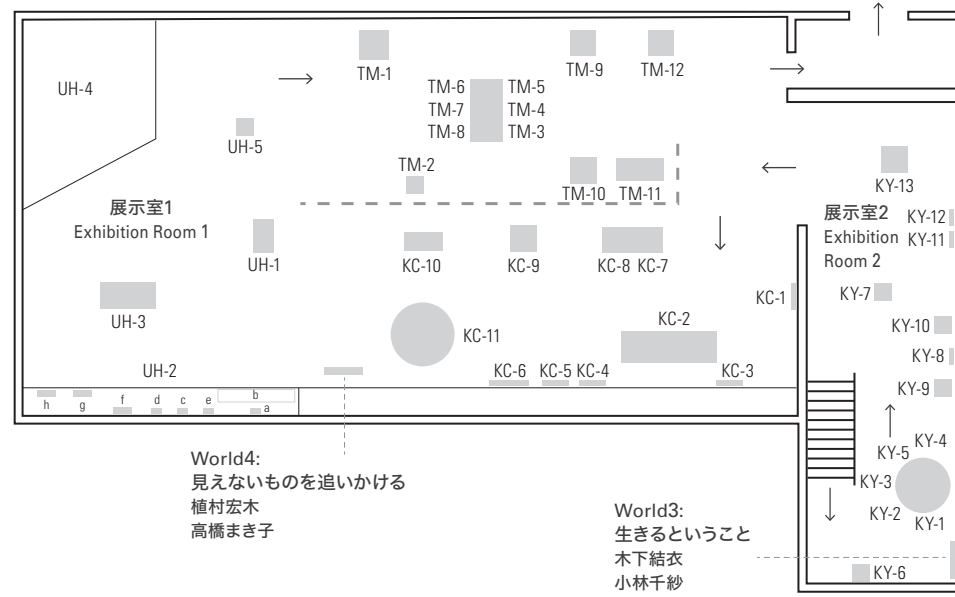 UH-4
TM-1
TM-9
TM-12
TM-6
TM-5
TM-7
TM-4
TM-8
TM-3
UH-5
TM-2
TM-10
TM-11
KY-13
展示室1
Exhibition Room 1
展示室2
Exhibition
Room 2
KY-12
KY-11
UH-1
KC-10
KC-9
KC-8
KC-7
UH-3
KC-1
KY-7
KC-2
KC-11
KY-10
KY-8
UH-2
KC-6
KC-5
KC-4
KC-3
KY-9
h
g
f
d
c
e
b
a
KY-4
KY-5
KY-3
KY-2
KY-1
KY-6
World4:
見えないものを追いかける
植村宏木
高橋まき子
World3:
生きるということ
木下結衣
小林千紗